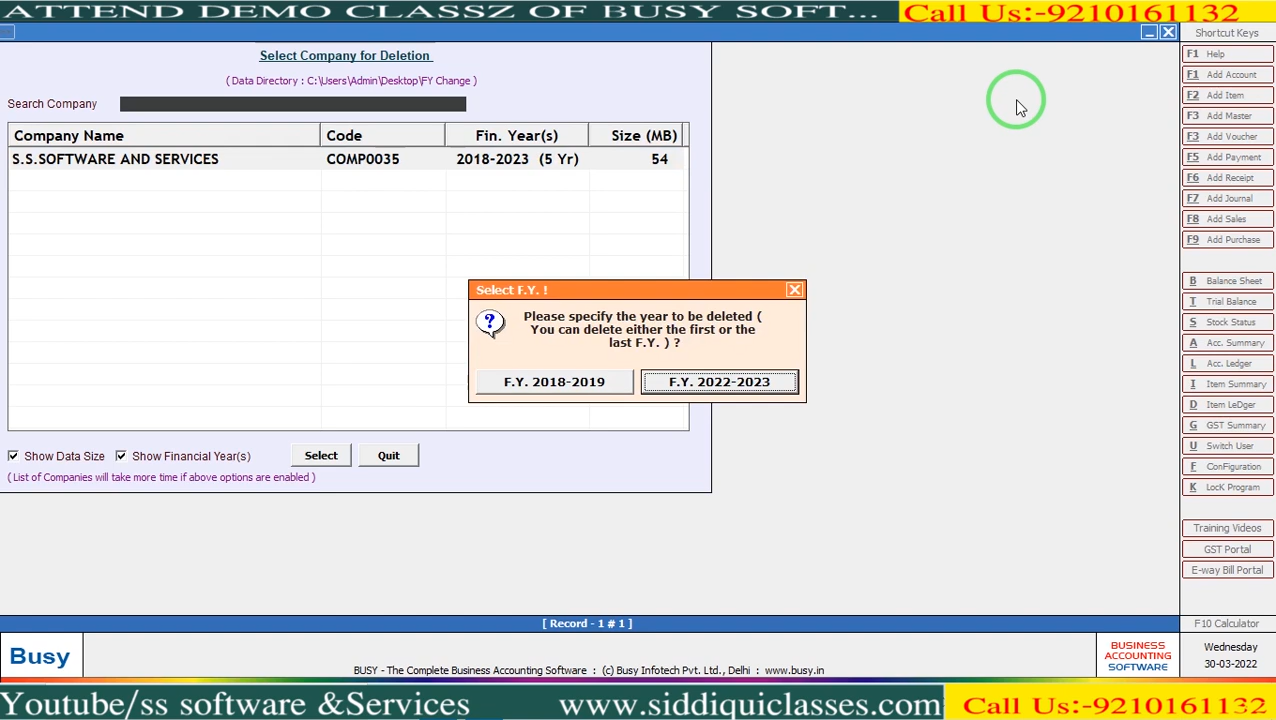 ATTEND DEMO CLASSZ OF BUSY SOFT...
Call Us:-9210161132
Shortcut Keys
Select Company for Deletion
( Data Directory : C:\Users\Admin\Desktop\FY Change )
Search Company
Company Name Code Fin. Year(s) Size (MB)
S.S.SOFTWARE AND SERVICES COMP0035 2018-2023 (5 Yr) 54
Select F.Y. !
Please specify the year to be deleted (
You can delete either the first or the
last F.Y. ) ?
F.Y. 2018-2019 F.Y. 2022-2023
Show Data Size Show Financial Year(s) Select Quit
( List of Companies will take more time if above options are enabled )
F1 Help
F1 Add Account
F2 Add Item
F3 Add Master
F3 Add Voucher
F5 Add Payment
F6 Add Receipt
F7 Add Journal
F8 Add Sales
F9 Add Purchase
B Balance Sheet
T Trial Balance
S Stock Status
A Acc. Summary
L Acc. Ledger
I Item Summary
D Item LeDger
G GST Summary
U Switch User
F ConFiguration
K LocK Program
Training Videos
GST Portal
E-way Bill Portal
[ Record - 1 # 1 ]
F10 Calculator
Busy
BUSY - The Complete Business Accounting Software : (c) Busy Infotech Pvt. Ltd., Delhi : www.busy.in
BUSINESS
ACCOUNTING
SOFTWARE
Wednesday
30-03-2022
Youtube/ss software &Services
www.siddiquiclasses.com
Call Us:-9210161132